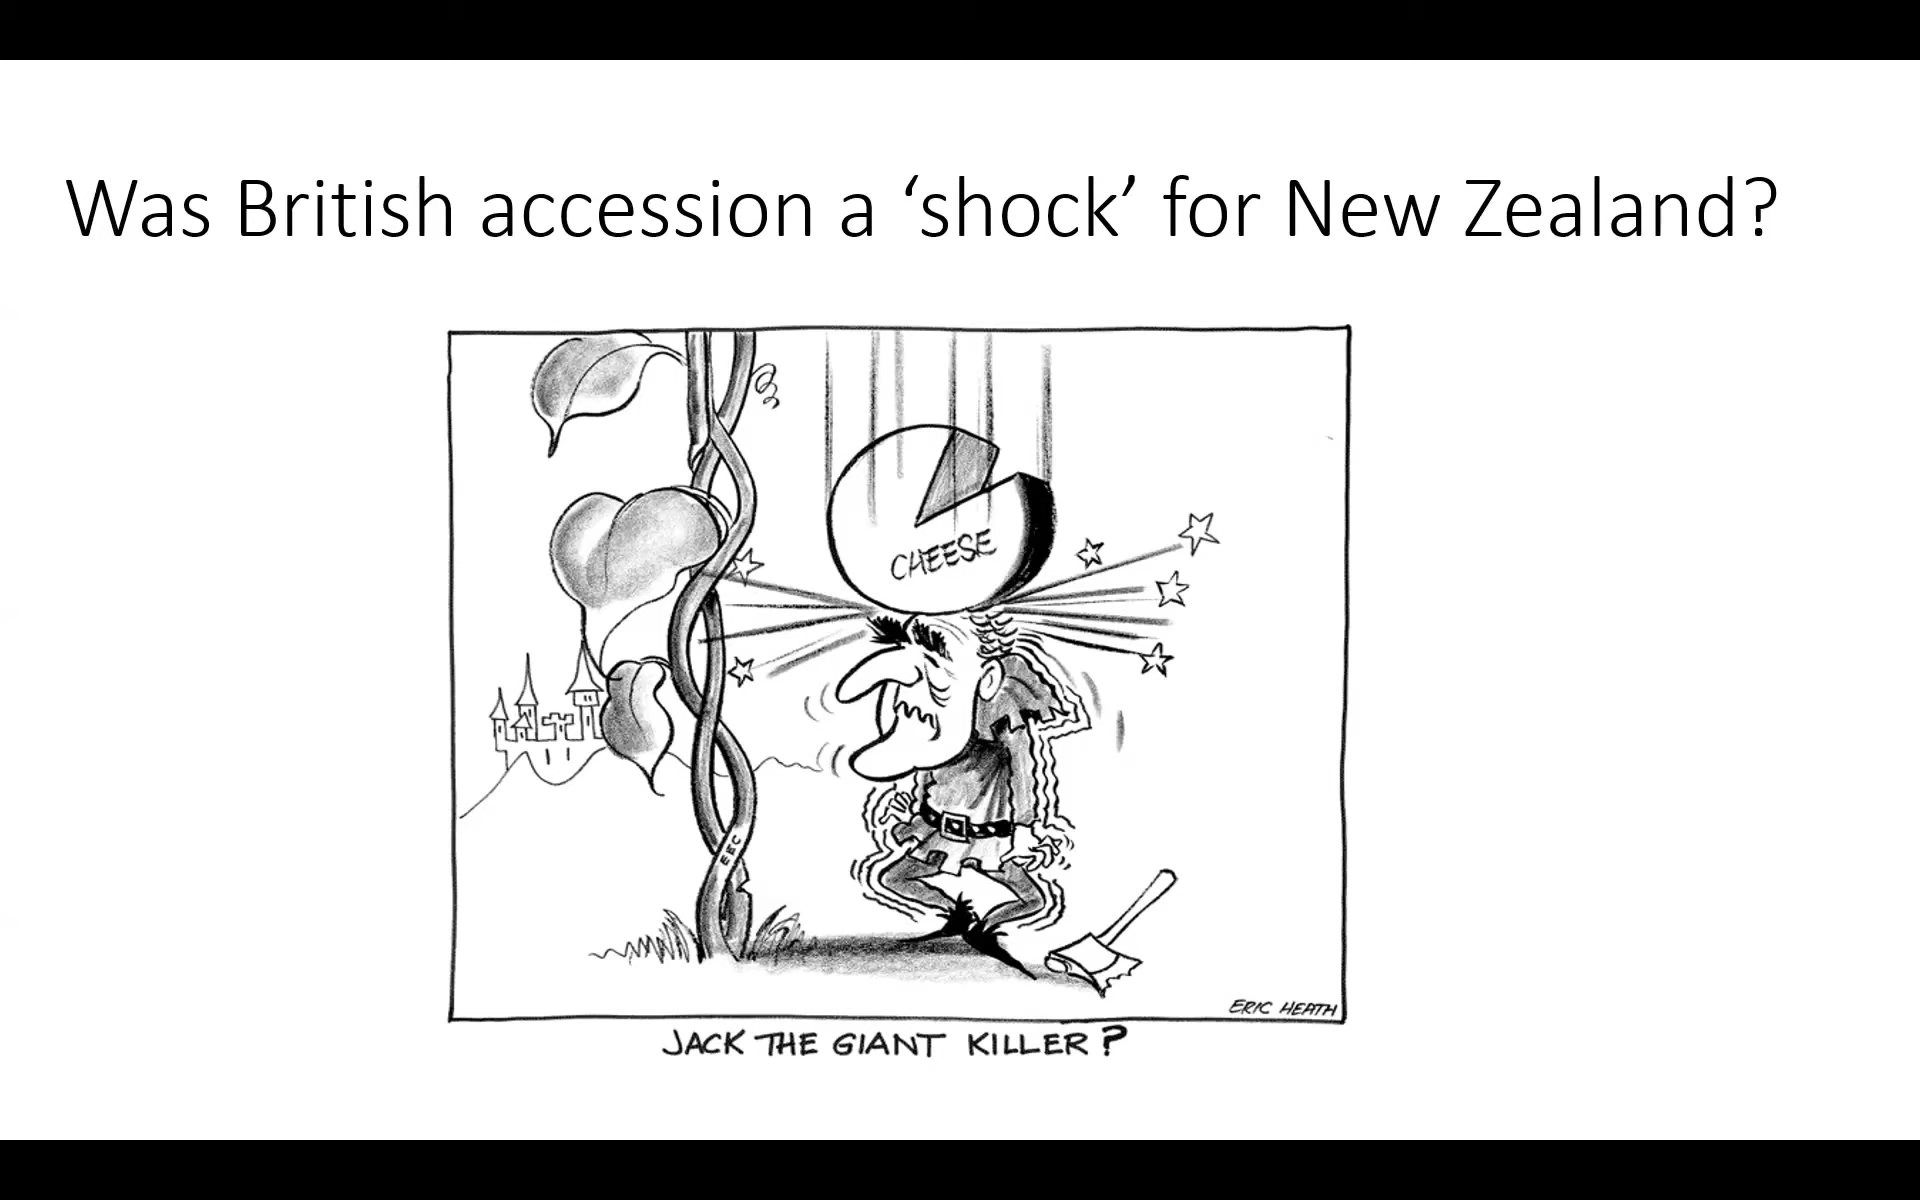 Was British accession a ‘shock’ for New Zealand?
CHEESE
EEC
ERIC HEATH
JACK THE GIANT KILLER?